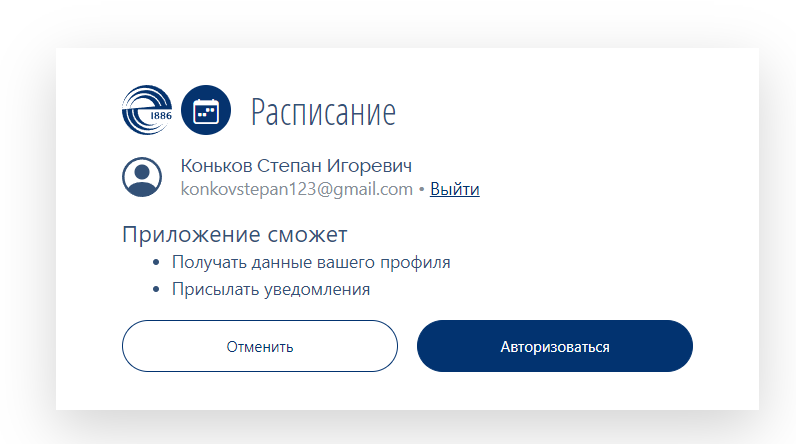 1886
Расписание
Коньков Степан Игоревич
konkovstepan123@gmail.com • Выйти
Приложение сможет
• Получать данные вашего профиля
• Присылать уведомления
Отменить
Авторизоваться